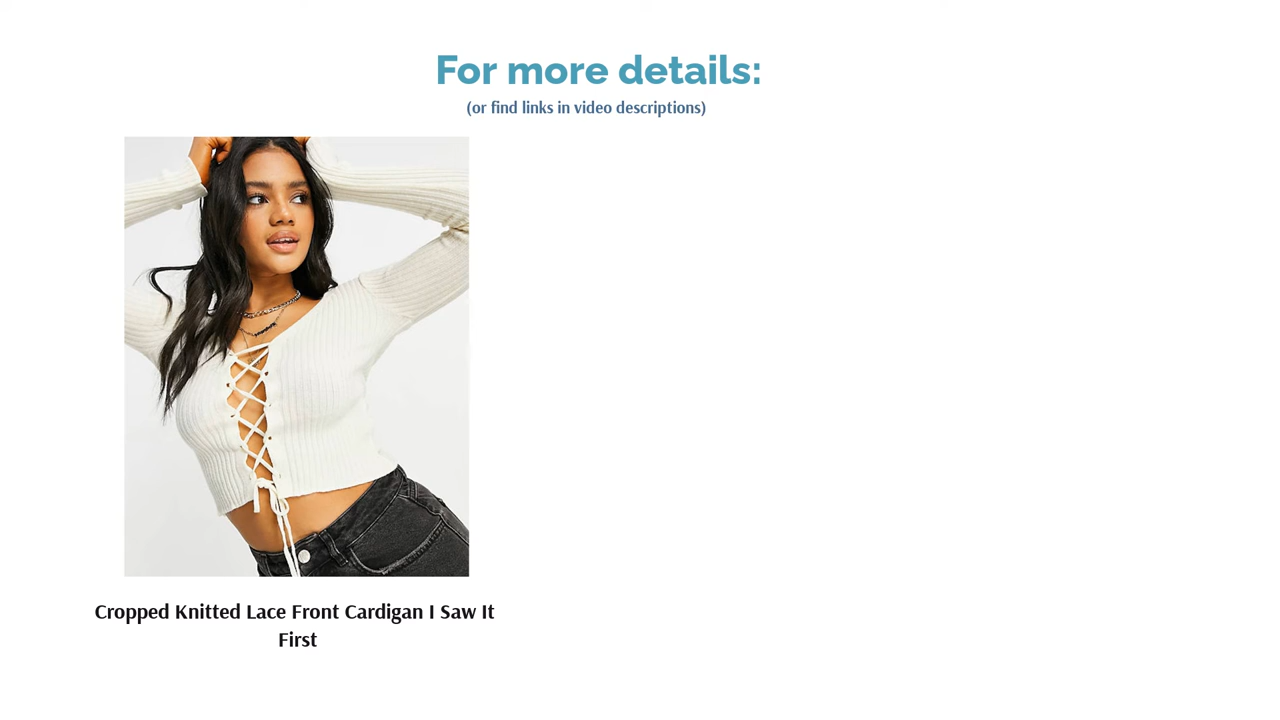 For more details:
(or find links in video descriptions)
Cropped Knitted Lace Front Cardigan I Saw It
First